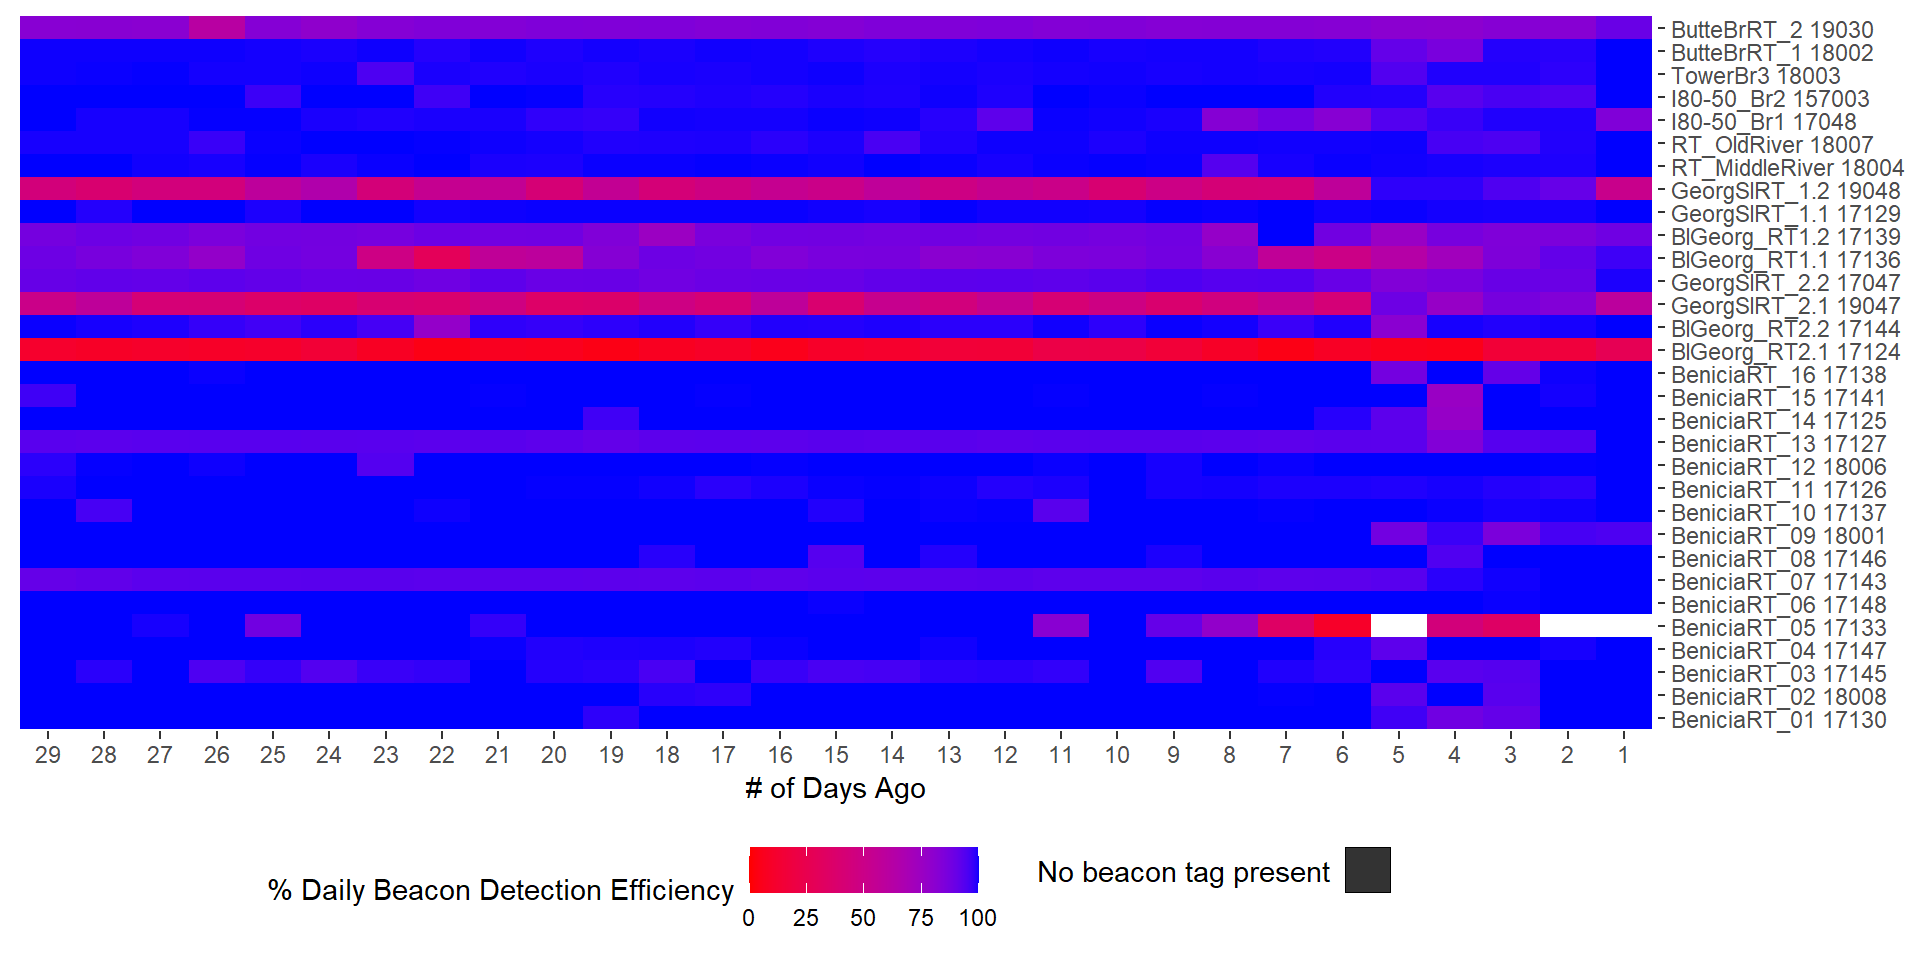 ButteBrRT_2 19030
ButteBrRT_1 18002
TowerBr3 18003
I80-50_Br2 157003
I80-50_Br1 17048
RT_OldRiver 18007
RT_MiddleRiver 18004
GeorgSlRT_1.2 19048
GeorgSlRT_1.1 17129
BlGeorg_RT1.2 17139
BlGeorg_RT1.1 17136
GeorgSlRT_2.2 17047
GeorgSlRT_2.1 19047
BlGeorg_RT2.2 17144
BlGeorg_RT2.1 17124
BeniciaRT_16 17138
BeniciaRT_15 17141
BeniciaRT_14 17125
BeniciaRT_13 17127
BeniciaRT_12 18006
BeniciaRT_11 17126
BeniciaRT_10 17137
BeniciaRT_09 18001
BeniciaRT_08 17146
BeniciaRT_07 17143
BeniciaRT_06 17148
BeniciaRT_05 17133
BeniciaRT_04 17147
BeniciaRT_03 17145
BeniciaRT_02 18008
BeniciaRT_01 17130
29 28 27 26 25 24 23 22 21 20 19 18 17 16 15 14 13 12 11 10 9 8 7 6 5 4 3 2 1
# of Days Ago
% Daily Beacon Detection Efficiency
0 25 50 75 100
No beacon tag present